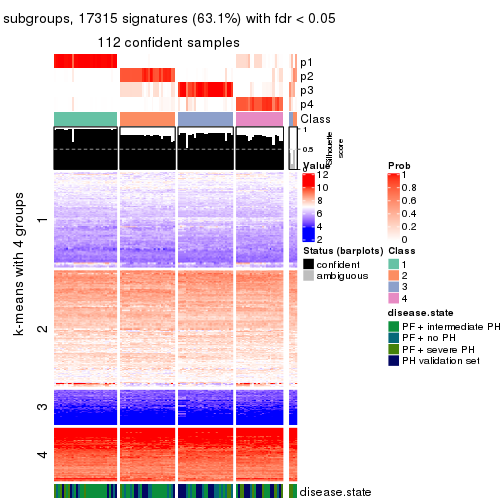 subgroups, 17315 signatures (63.1%) with fdr < 0.05
112 confident samples
p1
p2
p3
p4
Class
1
0.5
0
Silhouette
score
k-means with 4 groups
1
2
3
4
disease.state
Value
12
10
8
6
4
2
Status (barplots)
confident
ambiguous
Prob
1
0.8
0.6
0.4
0.2
0
Class
1
2
3
4
disease.state
PF + intermediate PH
PF + no PH
PF + severe PH
PH validation set